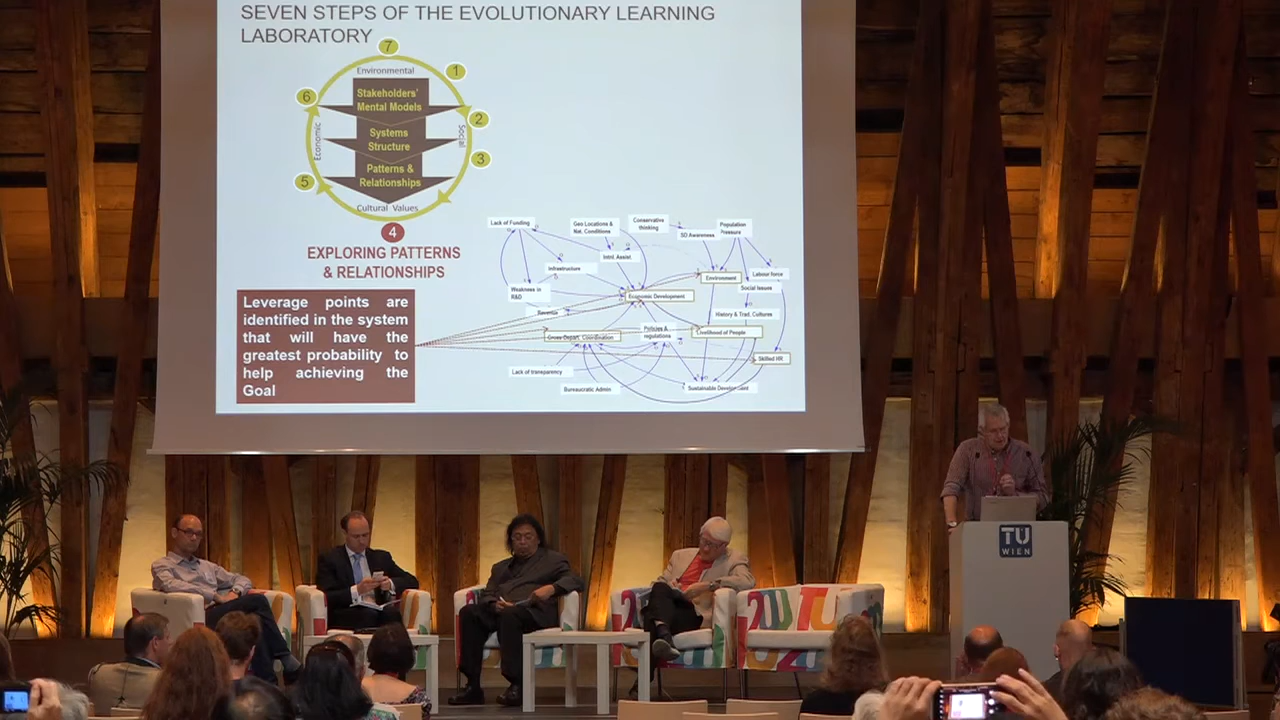 SEVEN STEPS OF THE EVOLUTIONARY LEARNING
LABORATORY
7
Environmental
1
Stakeholders'
Mental Models
6
2
Systems
Structure
Economic
Social
3
Patterns &
Relationships
5
Cultural Values
4
EXPLORING PATTERNS
& RELATIONSHIPS
Leverage points are
identified in the system
that will have the
greatest probability to
help achieving the
Goal
Lack of Funding
Geo Locations &
Nat. Conditions
Conservative
thinking
SD Awareness
Population
Pressure
Intnl. Assist.
Infrastructure
Environment
Labour force
Weakness in
R&D
Economic Development
Social Issues
Revenue
History & Trad. Cultures
Cross Depart. Coordination
Policies &
regulations
Livelihood of People
Skilled HR
Lack of transparency
Bureaucratic Admin
Sustainable Development
TU
WIEN